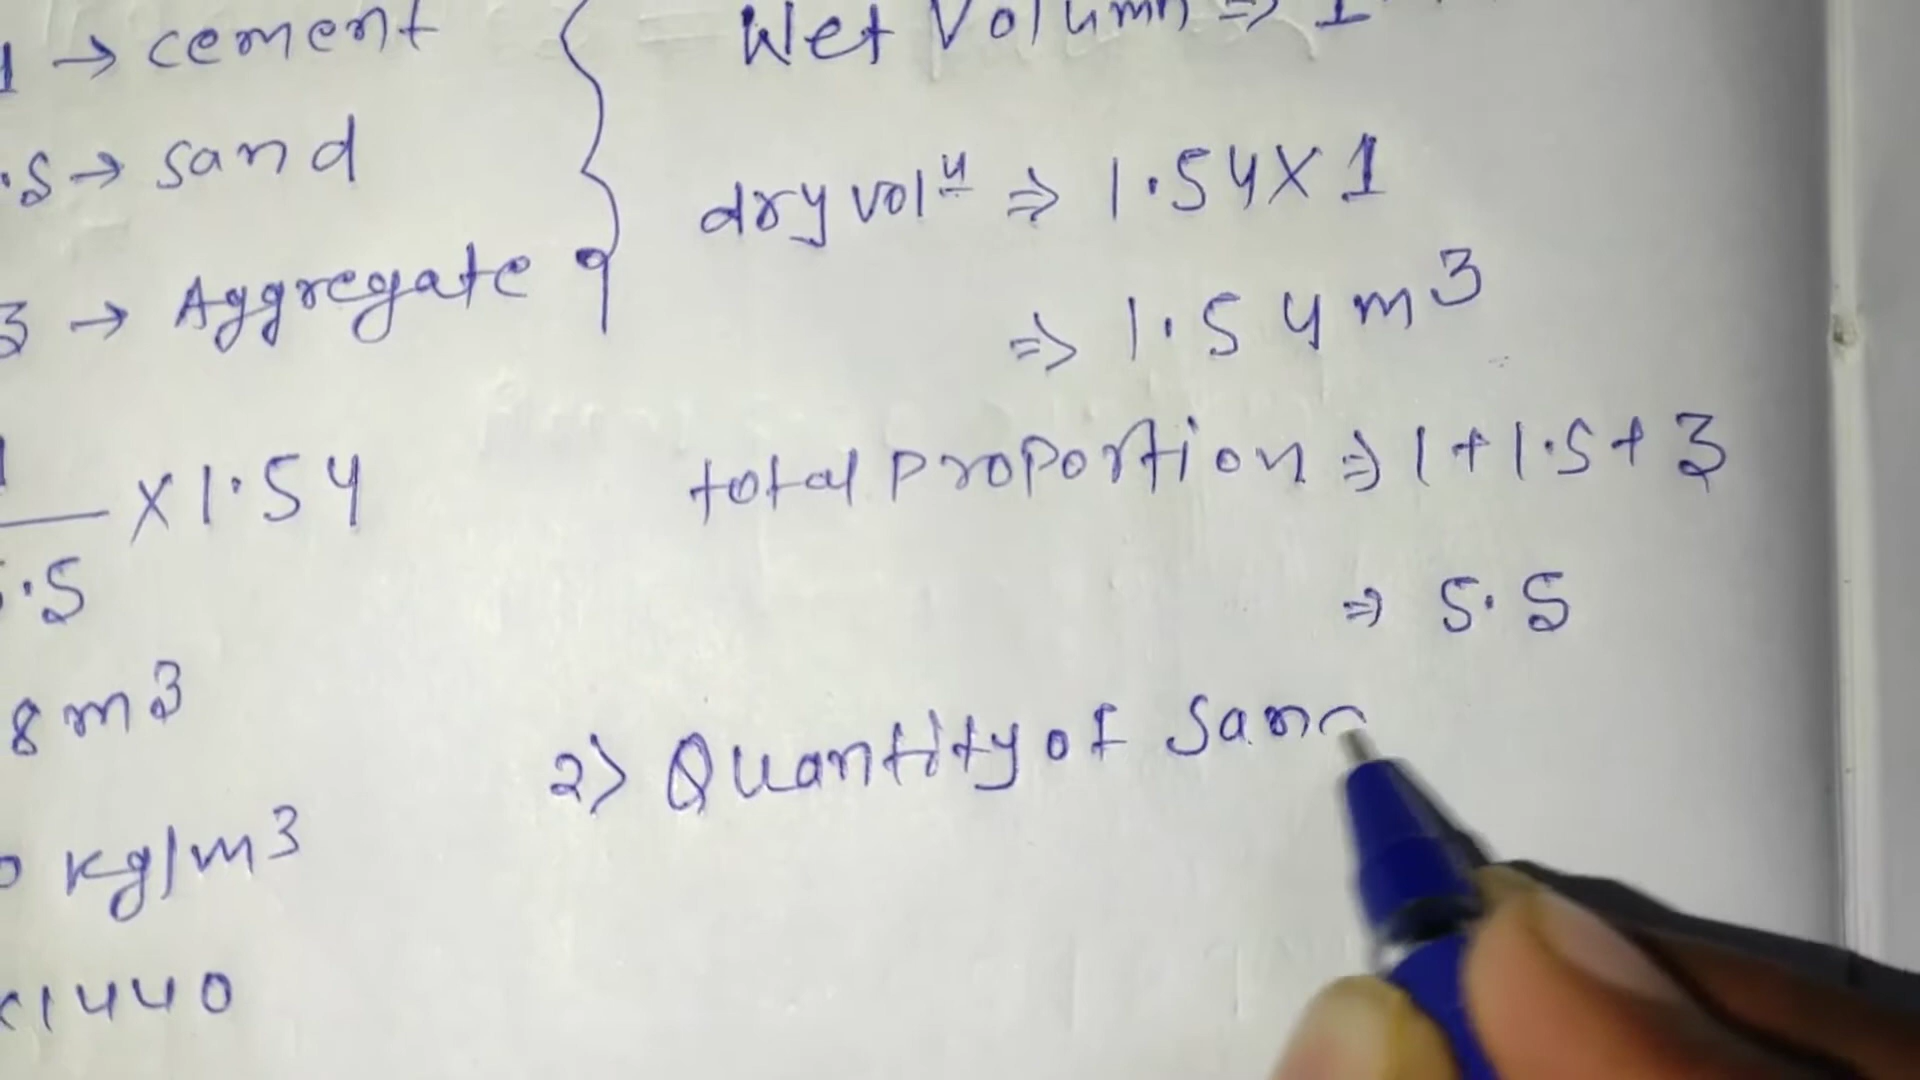 1 → cement
.5 → sand
3 → Aggregate
Wet Volumn ⇒ 1
dry volu ⇒ 1.54 X 1
⇒ 1.54 m3
total proportion ⇒ 1 + 1.5 + 3
⇒ 5.5
X 1.54
.5
8 m3
kg/m3
1440
2) Quantity of San